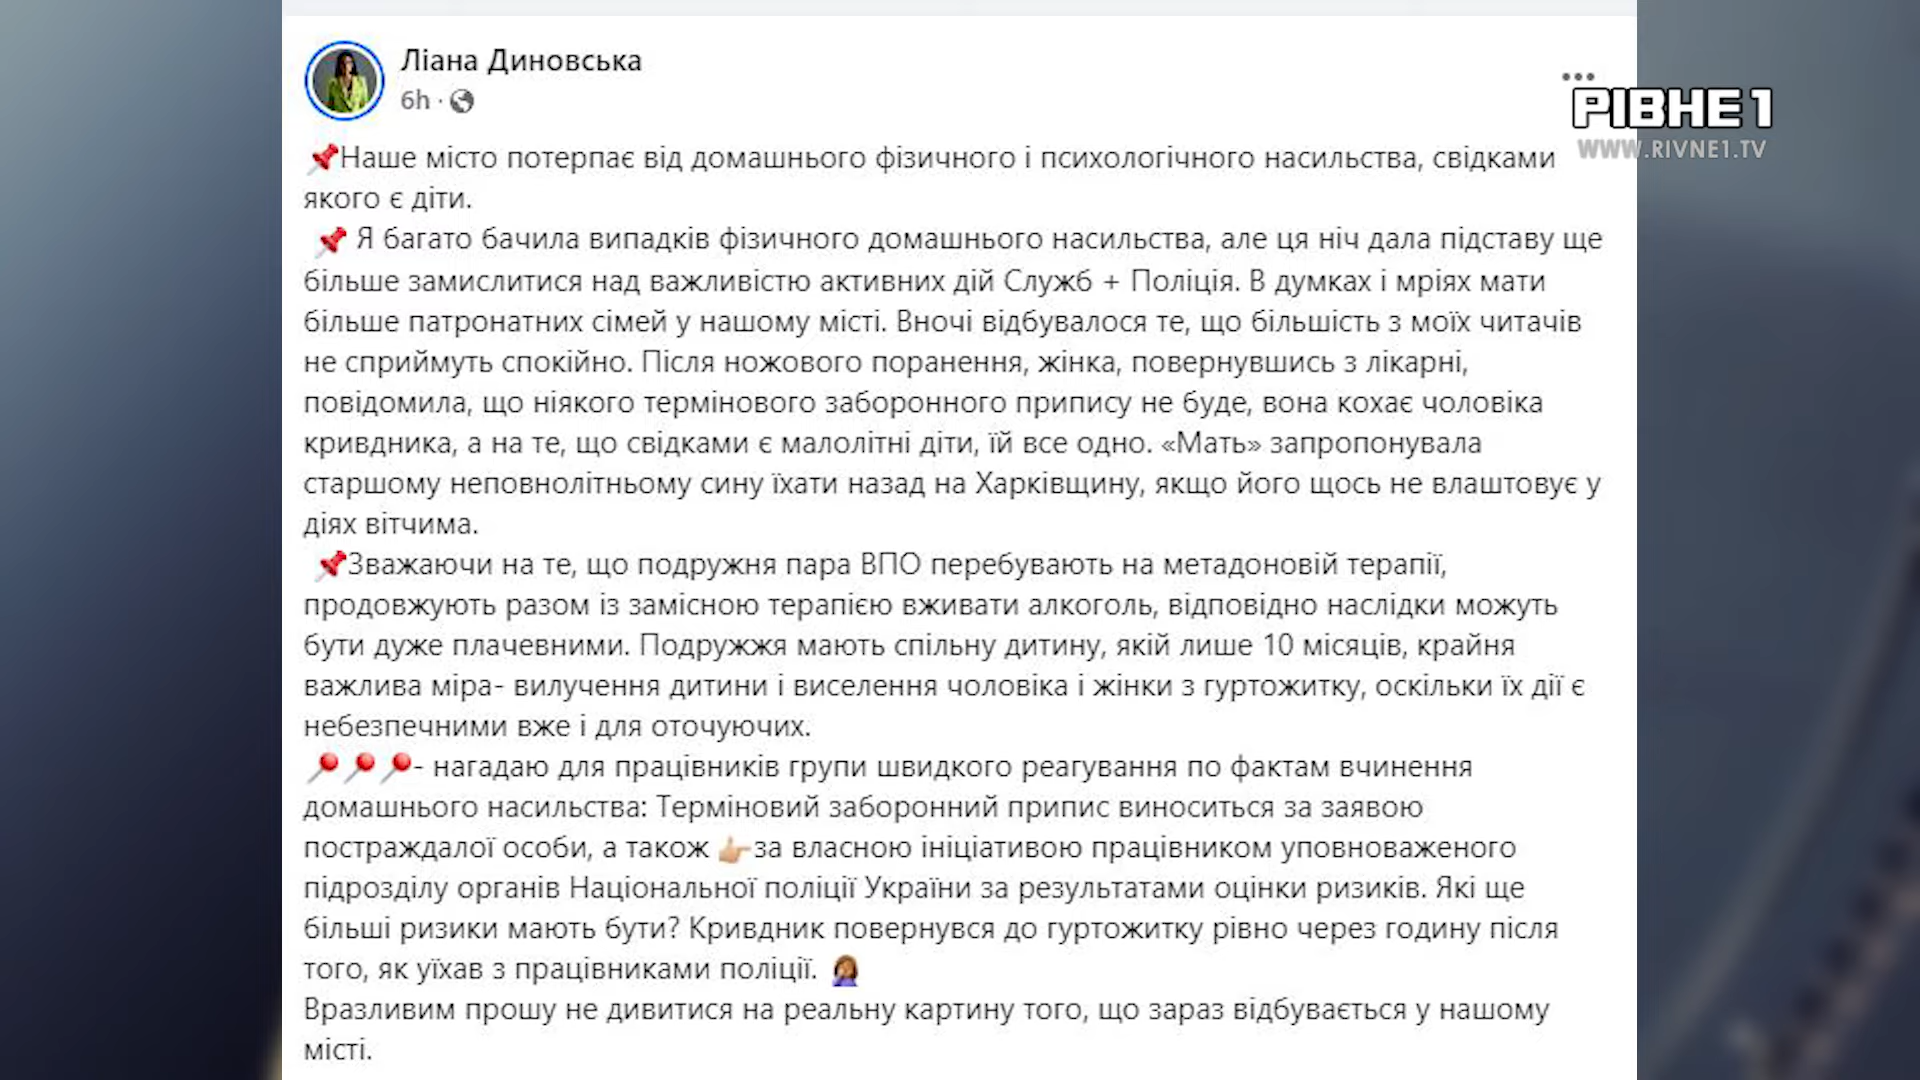 Ліана Диновська
6h ·
РІВНЕ 1
WWW.RIVNE1.TV
📌Наше місто потерпає від домашнього фізичного і психологічного насильства, свідками
якого є діти.
📌 Я багато бачила випадків фізичного домашнього насильства, але ця ніч дала підставу ще
більше замислитися над важливістю активних дій Служб + Поліція. В думках і мріях мати
більше патронатних сімей у нашому місті. Вночі відбувалося те, що більшість з моїх читачів
не сприймуть спокійно. Після ножового поранення, жінка, повернувшись з лікарні,
повідомила, що ніякого термінового заборонного припису не буде, вона кохає чоловіка
кривдника, а на те, що свідками є малолітні діти, їй все одно. «Мать» запропонувала
старшому неповнолітньому сину їхати назад на Харківщину, якщо його щось не влаштовує у
діях вітчима.
📌Зважаючи на те, що подружня пара ВПО перебувають на метадоновій терапії,
продовжують разом із замісною терапією вживати алкоголь, відповідно наслідки можуть
бути дуже плачевними. Подружжя мають спільну дитину, якій лише 10 місяців, крайня
важлива міра- вилучення дитини і виселення чоловіка і жінки з гуртожитку, оскільки їх дії є
небезпечними вже і для оточуючих.
📍📍📍- нагадаю для працівників групи швидкого реагування по фактам вчинення
домашнього насильства: Терміновий заборонний припис виноситься за заявою
постраждалої особи, а також 👉🏼за власною ініціативою працівником уповноваженого
підрозділу органів Національної поліції України за результатами оцінки ризиків. Які ще
більші ризики мають бути? Кривдник повернувся до гуртожитку рівно через годину після
того, як уїхав з працівниками поліції. 🤦🏾‍♀️
Вразливим прошу не дивитися на реальну картину того, що зараз відбувається у нашому
місті.